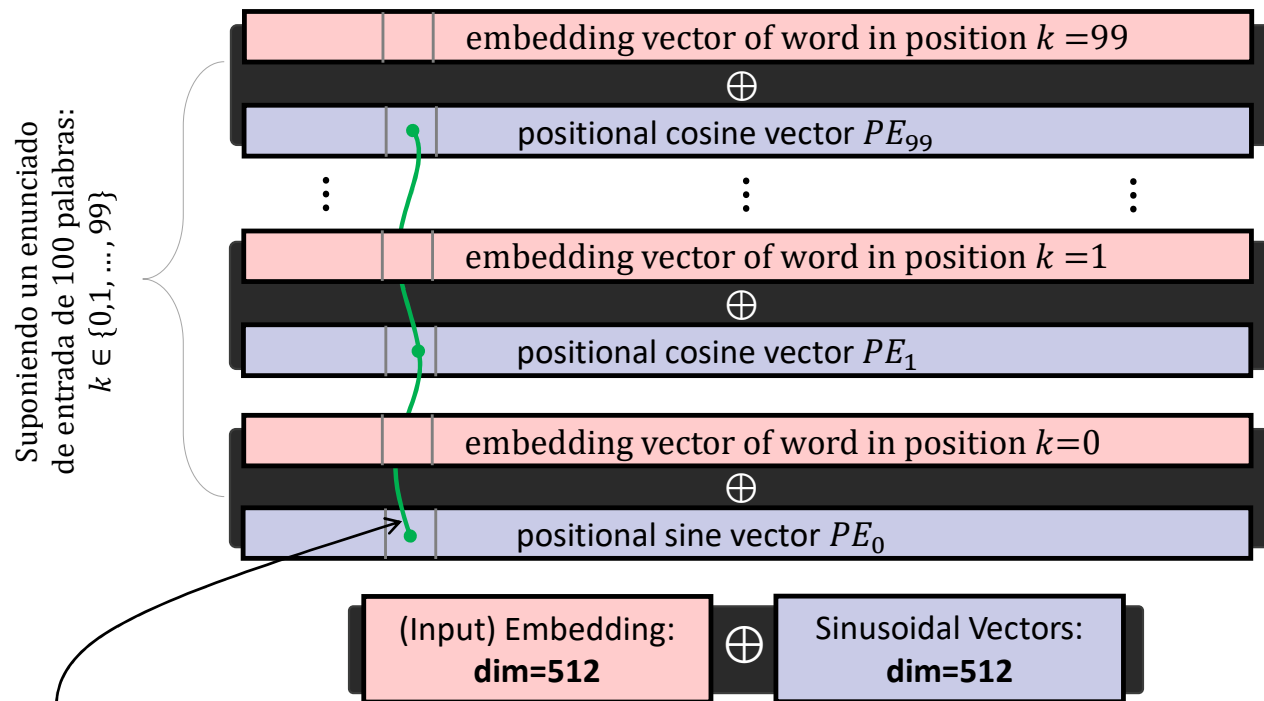 embedding vector of word in position k =99
⊕
positional cosine vector PE₉₉
⋮ ⋮ ⋮
embedding vector of word in position k =1
⊕
positional cosine vector PE₁
embedding vector of word in position k=0
⊕
positional sine vector PE₀
Suponiendo un enunciado
de entrada de 100 palabras:
k ∈ {0,1, ..., 99}
(Input) Embedding:
dim=512
⊕
Sinusoidal Vectors:
dim=512